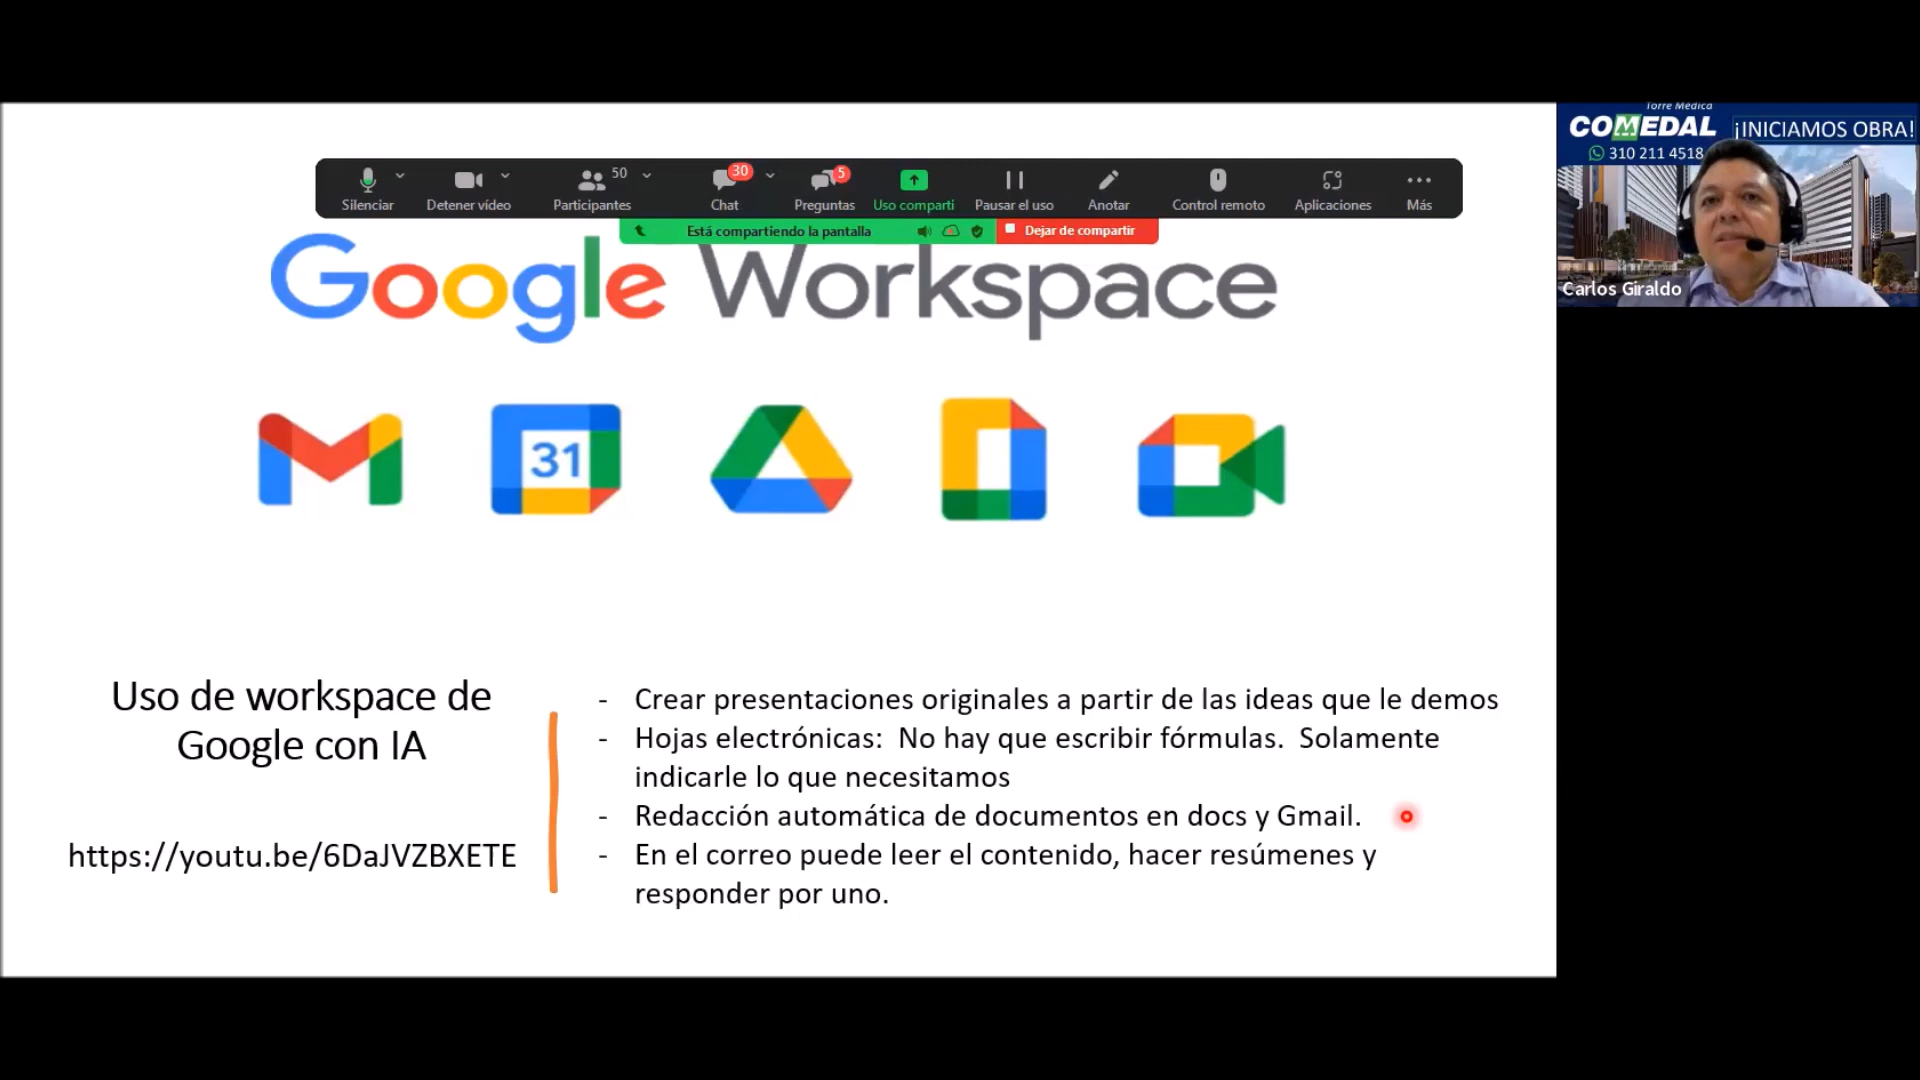 Torre Médica
COMEDAL
¡INICIAMOS OBRA!
310 211 4518
Carlos Giraldo
50
30
5
Silenciar
Detener vídeo
Participantes
Chat
Preguntas
Uso comparti
Pausar el uso
Anotar
Control remoto
Aplicaciones
Más
Está compartiendo la pantalla
Dejar de compartir
Google Workspace
31
Uso de workspace de
Google con IA
https://youtu.be/6DaJVZBXETE
- Crear presentaciones originales a partir de las ideas que le demos
- Hojas electrónicas: No hay que escribir fórmulas. Solamente
indicarle lo que necesitamos
- Redacción automática de documentos en docs y Gmail.
- En el correo puede leer el contenido, hacer resúmenes y
responder por uno.